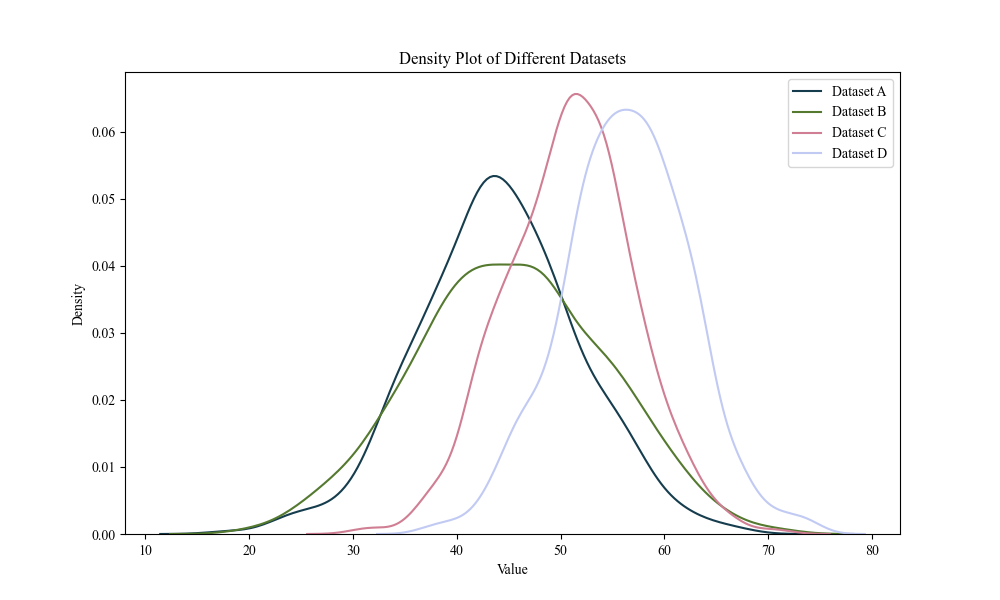 Density Plot of Different Datasets
Dataset A
Dataset B
Dataset C
Dataset D
Density
0.06
0.05
0.04
0.03
0.02
0.01
0.00
10 20 30 40 50 60 70 80
Value